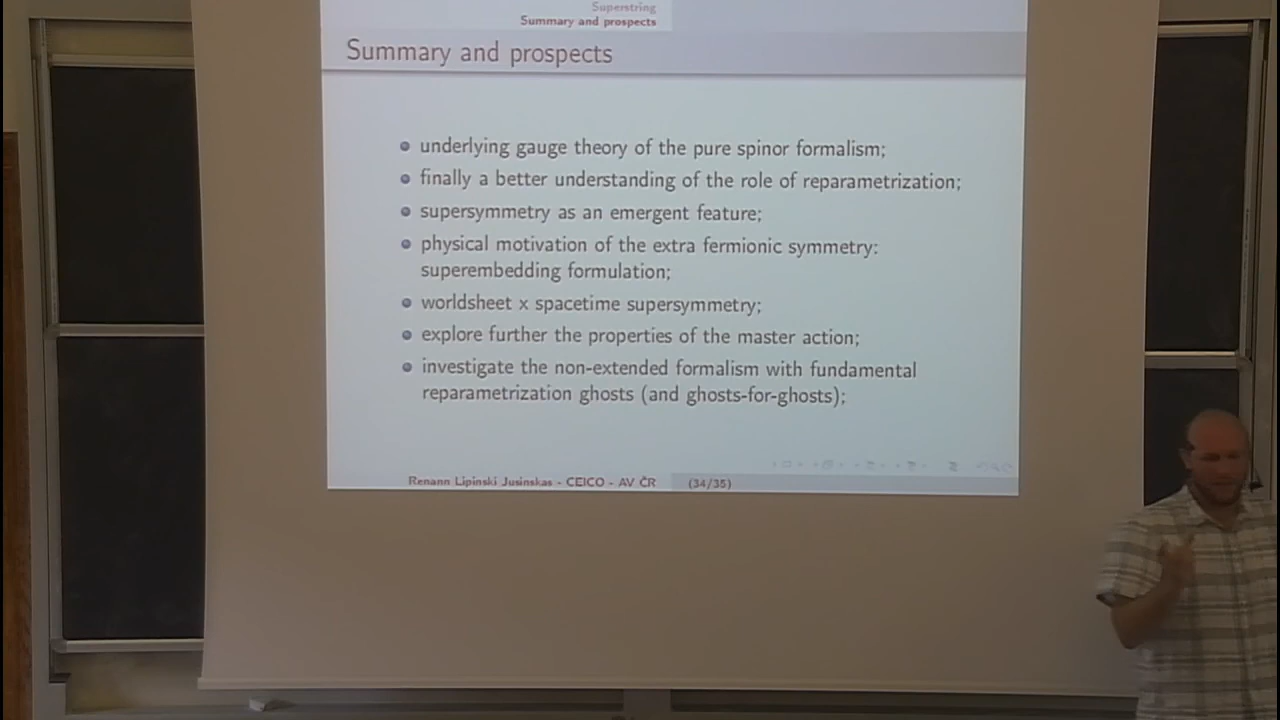 Superstring
Summary and prospects
Summary and prospects
underlying gauge theory of the pure spinor formalism;
finally a better understanding of the role of reparametrization;
supersymmetry as an emergent feature;
physical motivation of the extra fermionic symmetry:
superembedding formulation;
worldsheet x spacetime supersymmetry;
explore further the properties of the master action;
investigate the non-extended formalism with fundamental
reparametrization ghosts (and ghosts-for-ghosts);
Renann Lipinski Jusinskas - CEICO - AV ČR (34/35)